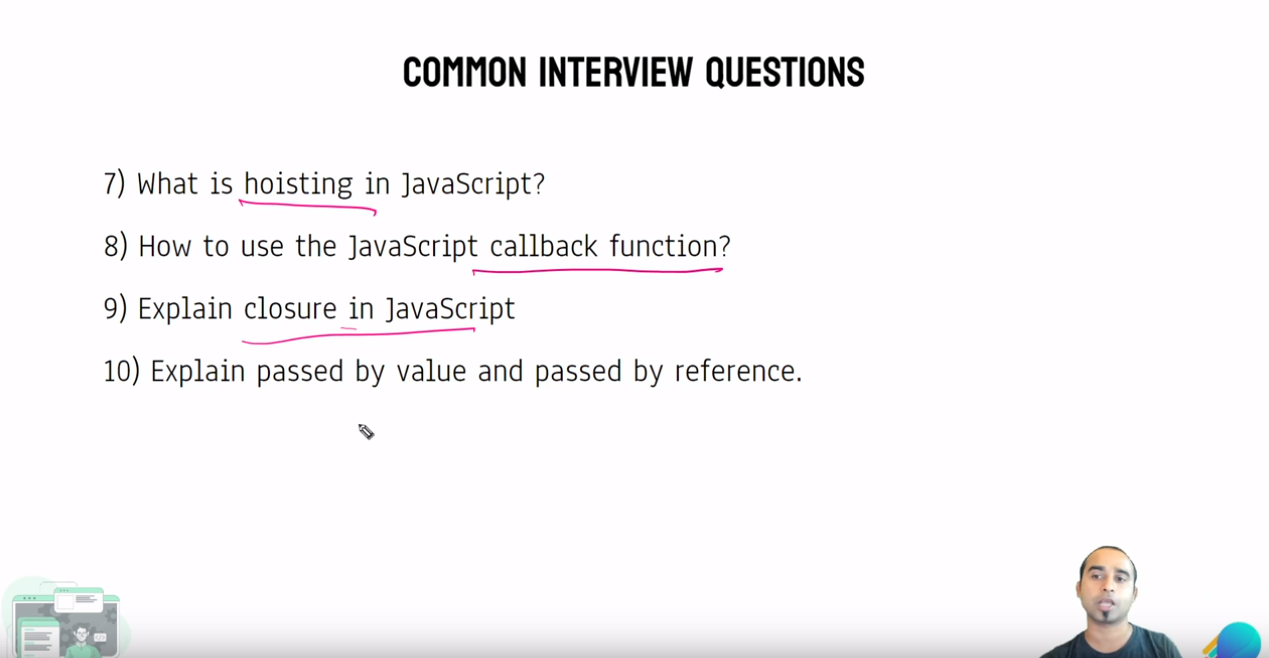 COMMON INTERVIEW QUESTIONS
7) What is hoisting in JavaScript?
8) How to use the JavaScript callback function?
9) Explain closure in JavaScript
10) Explain passed by value and passed by reference.